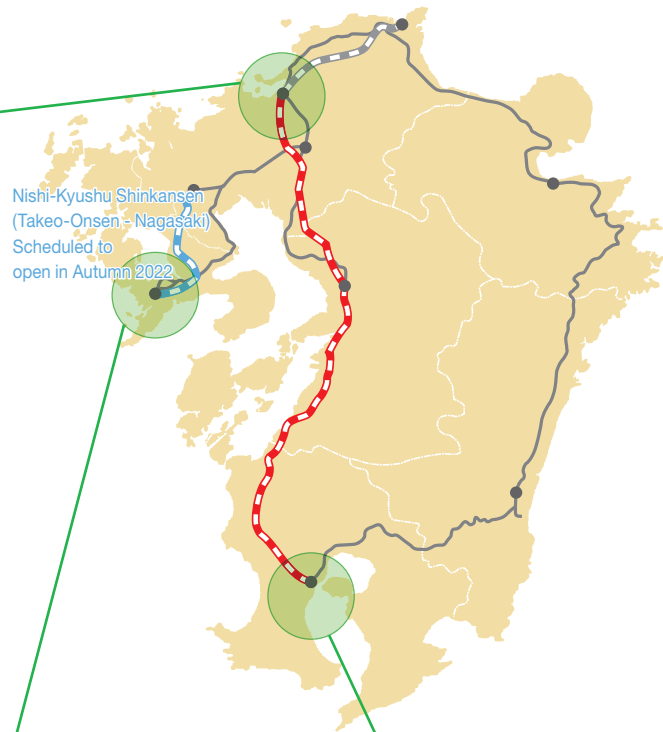 Nishi-Kyushu Shinkansen
(Takeo-Onsen - Nagasaki)
Scheduled to
open in Autumn 2022